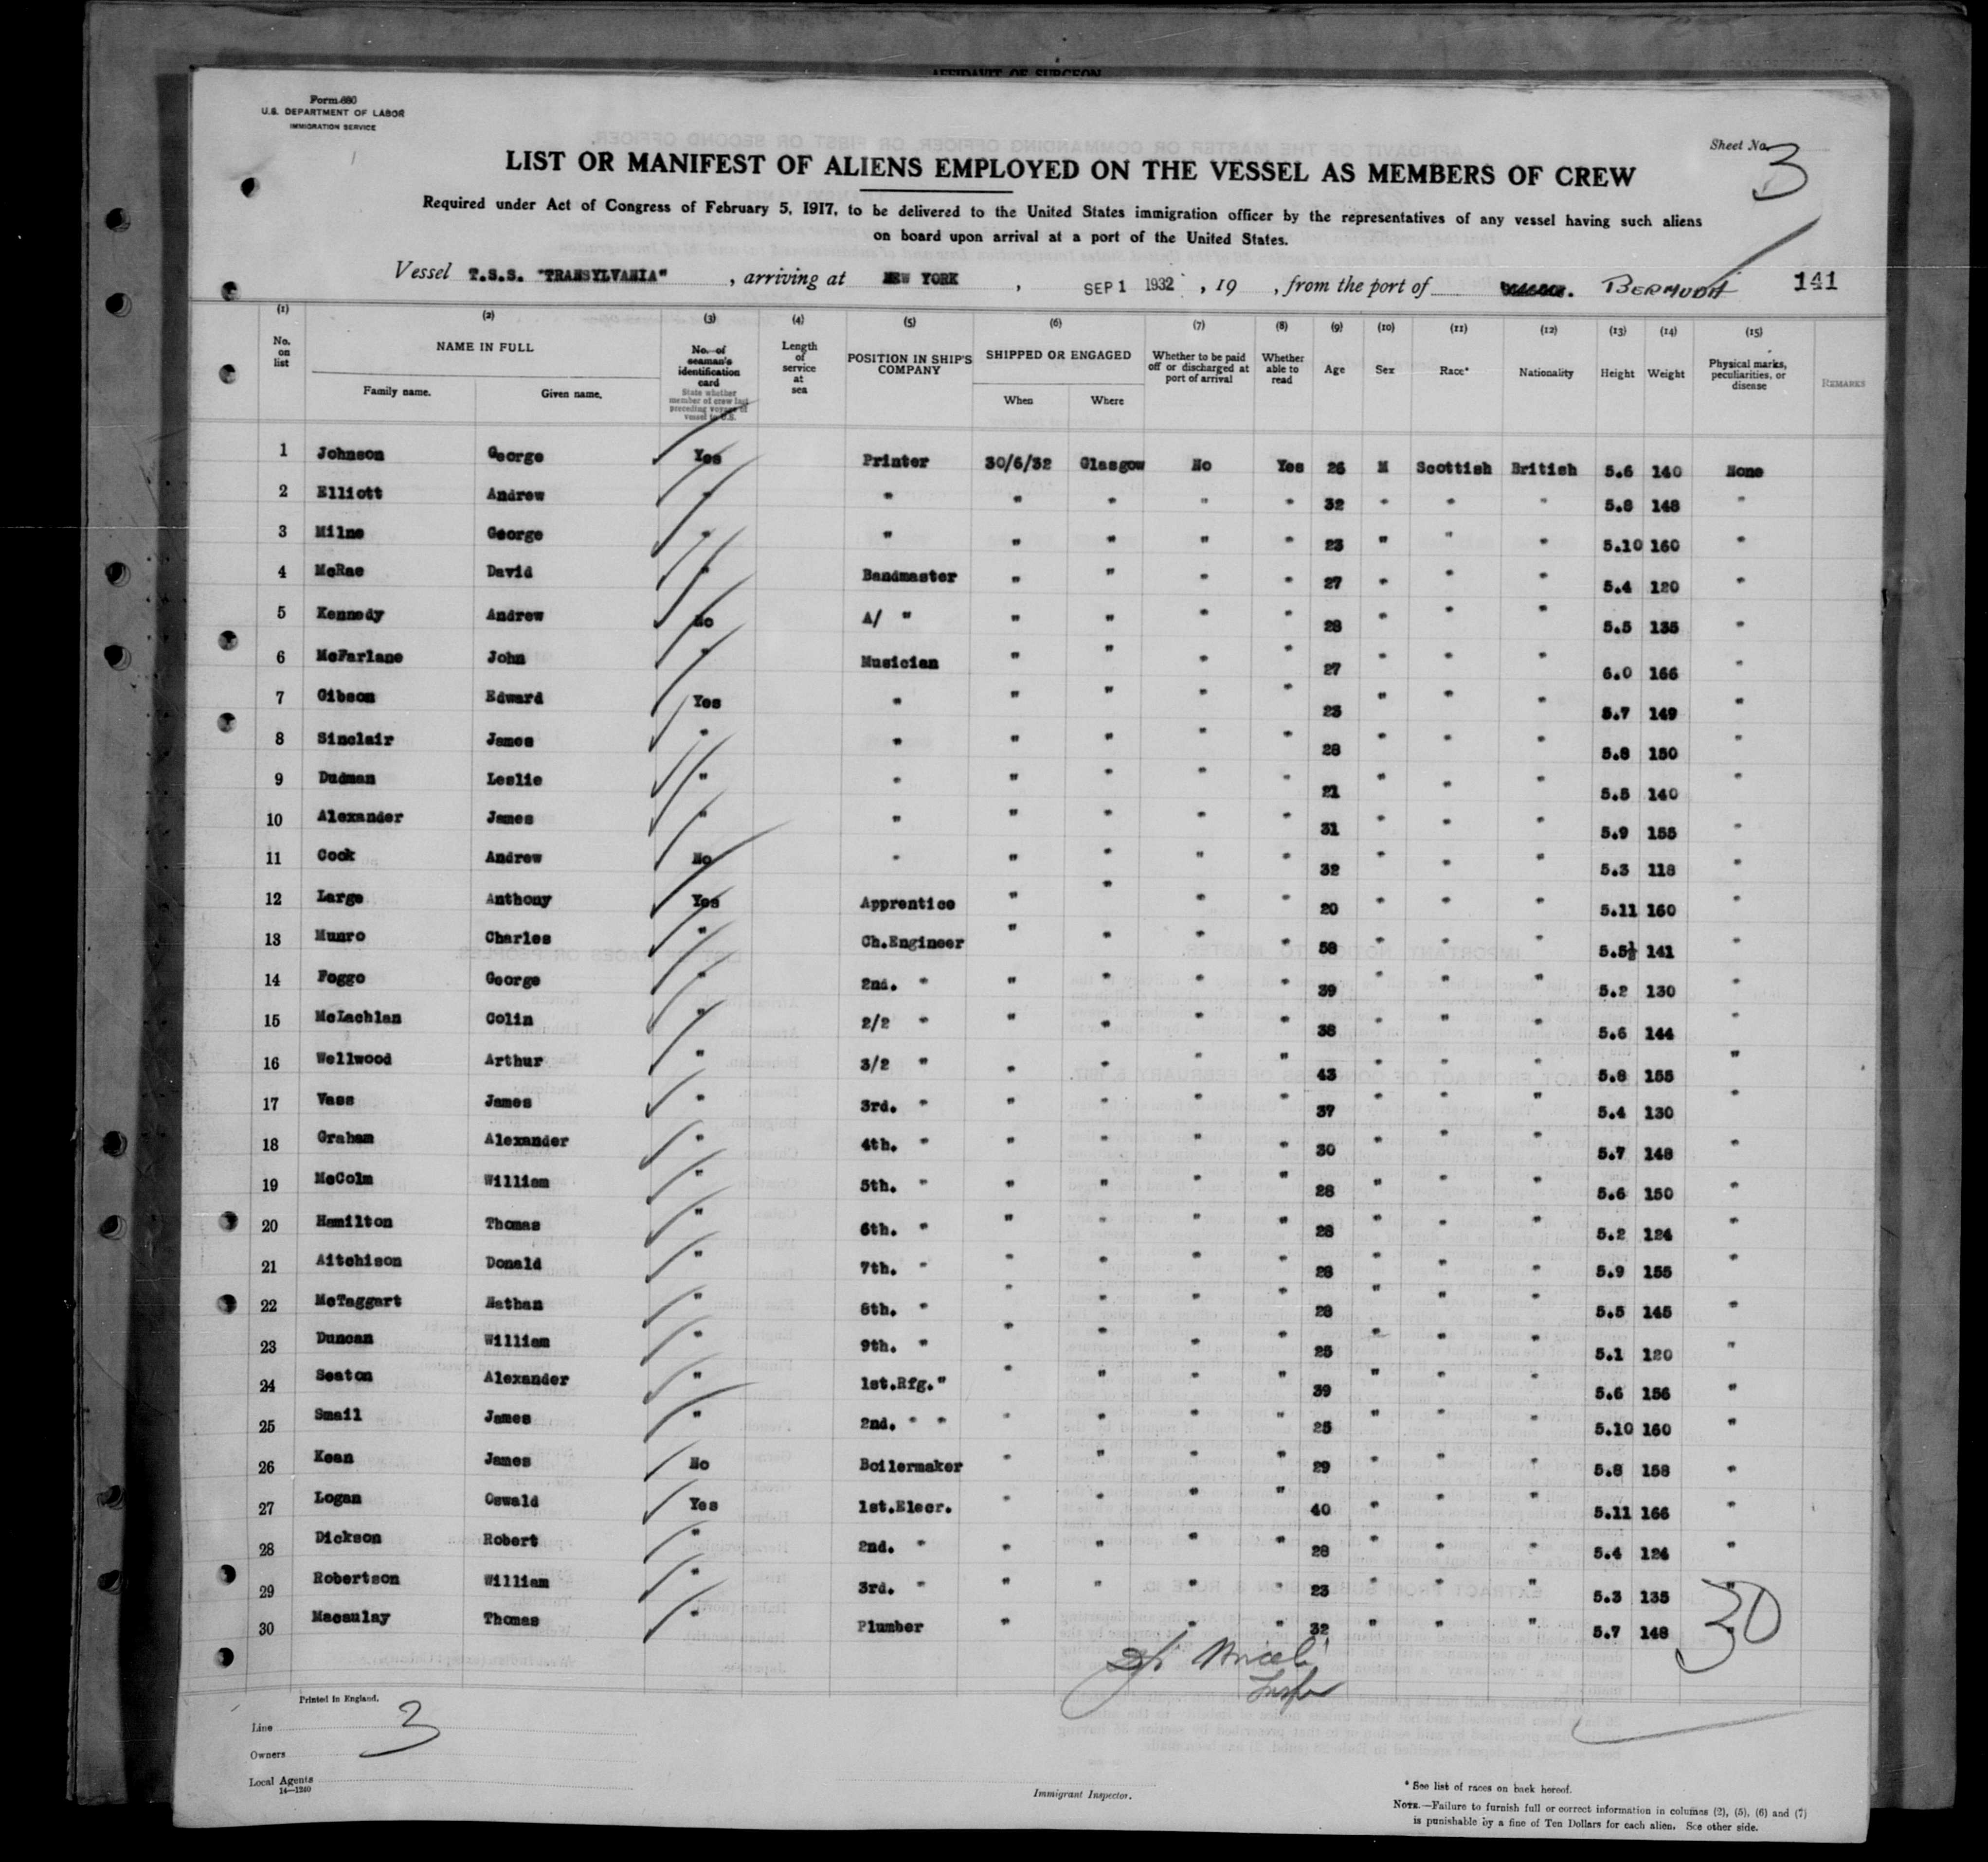 AFFIDAVIT OF SURGEON
Form 680
U.S. DEPARTMENT OF LABOR
IMMIGRATION SERVICE
Sheet No. 3
LIST OR MANIFEST OF ALIENS EMPLOYED ON THE VESSEL AS MEMBERS OF CREW
Required under Act of Congress of February 5, 1917, to be delivered to the United States immigration officer by the representatives of any vessel having such aliens
on board upon arrival at a port of the United States.
Vessel T.S.S. "TRANSYLVANIA", arriving at NEW YORK, SEP 1 1932, 19 , from the port of BERMUDA 141
(1) (2) (3) (4) (5) (6) (7) (8) (9) (10) (11) (12) (13) (14) (15)
No. on list NAME IN FULL Family name. Given name. No. of seaman's identification card State whether member of crew last preceding voyage of vessel to U.S. Length of service at sea POSITION IN SHIP'S COMPANY SHIPPED OR ENGAGED When Where Whether to be paid off or discharged at port of arrival Whether able to read Age Sex Race* Nationality Height Weight Physical marks, peculiarities, or disease REMARKS
1 Johnson George Yes Printer 30/6/32 Glasgow No Yes 26 M Scottish British 5.6 140 None
2 Elliott Andrew " " " " " " 32 " " " 5.8 148 "
3 Milne George " " " " " " 23 " " " 5.10 160 "
4 McRae David " Bandmaster " " " " 27 " " " 5.4 120 "
5 Kennedy Andrew No A/ " " " " " 28 " " " 5.5 135 "
6 McFarlane John " Musician " " " " 27 " " " 6.0 166 "
7 Gibson Edward Yes " " " " " 23 " " " 5.7 149 "
8 Sinclair James " " " " " " 28 " " " 5.8 150 "
9 Dudman Leslie " " " " " " 21 " " " 5.5 140 "
10 Alexander James " " " " " " 31 " " " 5.9 155 "
11 Cook Andrew No " " " " " 32 " " " 5.3 118 "
12 Large Anthony Yes Apprentice " " " " 20 " " " 5.11 160 "
13 Munro Charles " Ch.Engineer " " " " 58 " " " 5.5½ 141 "
14 Foggo George " 2nd. " " " " " 39 " " " 5.2 130 "
15 McLachlan Colin " 2/2 " " " " " 38 " " " 5.6 144 "
16 Wellwood Arthur " 3/2 " " " " " 43 " " " 5.8 155 "
17 Vass James " 3rd. " " " " " 37 " " " 5.4 130 "
18 Graham Alexander " 4th. " " " " " 30 " " " 5.7 148 "
19 McColm William " 5th. " " " " " 28 " " " 5.6 150 "
20 Hamilton Thomas " 6th. " " " " " 28 " " " 5.2 124 "
21 Aitchison Donald " 7th. " " " " " 28 " " " 5.9 155 "
22 McTaggart Nathan " 8th. " " " " " 28 " " " 5.5 145 "
23 Duncan William " 9th. " " " " " 25 " " " 5.1 120 "
24 Seaton Alexander " 1st.Rfg." " " " " 39 " " " 5.6 156 "
25 Smail James " 2nd. " " " " " " 25 " " " 5.10 160 "
26 Kean James No Boilermaker " " " " 29 " " " 5.8 158 "
27 Logan Oswald Yes 1st.Elecr. " " " " 40 " " " 5.11 166 "
28 Dickson Robert " 2nd. " " " " " 28 " " " 5.4 124 "
29 Robertson William " 3rd. " " " " " 23 " " " 5.3 135 "
30 Macaulay Thomas " Plumber " " " 32 " " " 5.7 148 "
30
Printed in England.
3
Line
Owners
Local Agents
14—1240
Immigrant Inspector.
* See list of races on back hereof.
NOTE.—Failure to furnish full or correct information in columns (2), (5), (6) and (7)
is punishable by a fine of Ten Dollars for each alien. See other side.